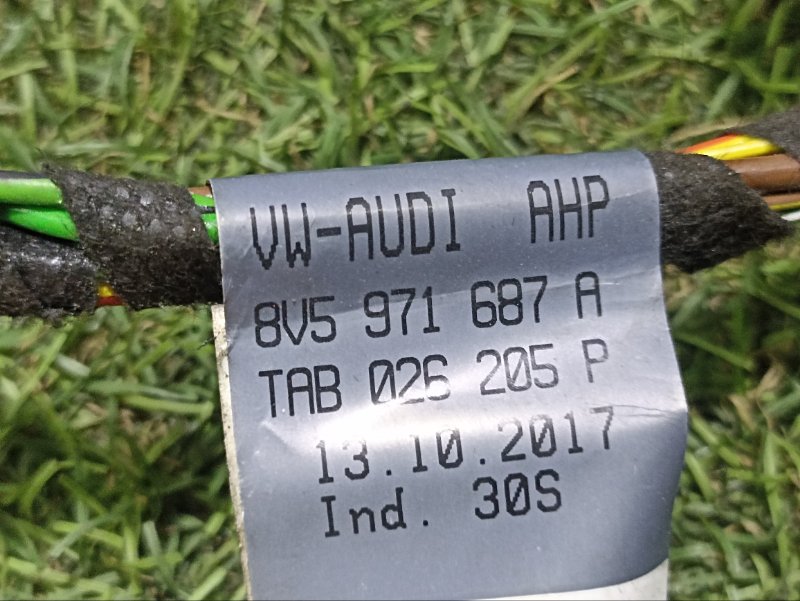 VW-AUDI AHP
8V5 971 687 A
TAB 026 205 P
13.10.2017
Ind. 30S